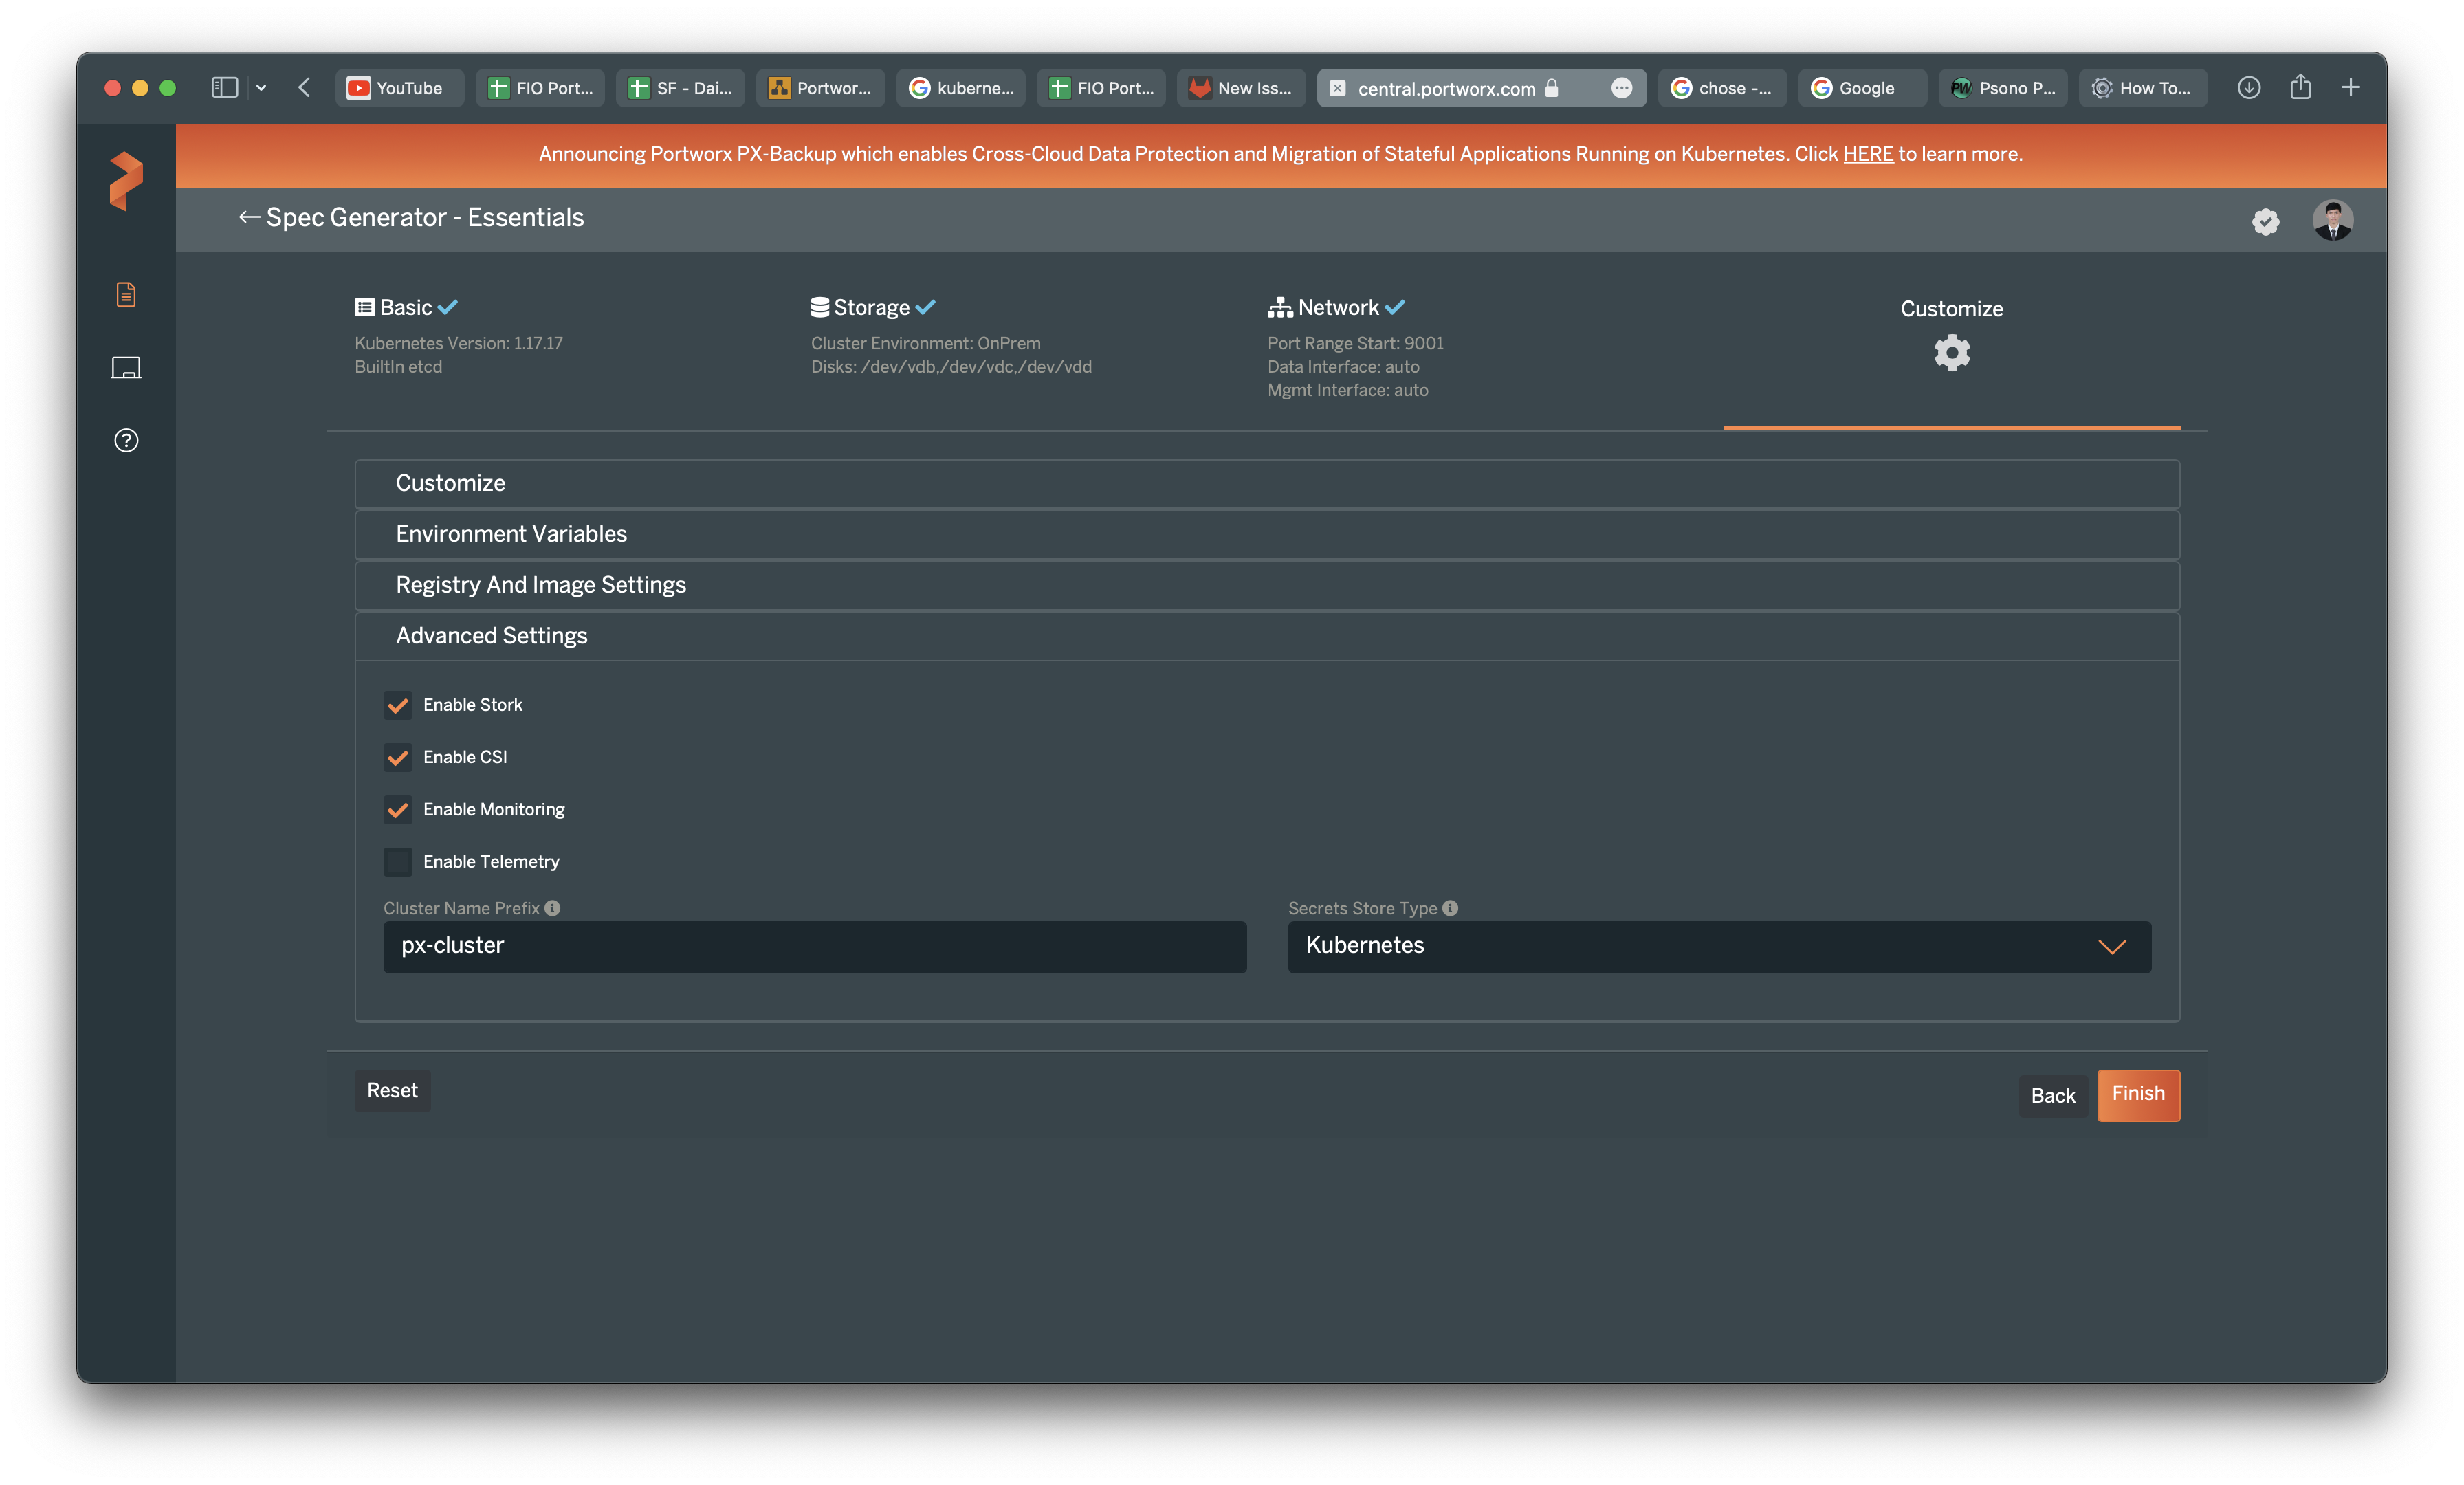 YouTube
FIO Port...
SF - Dai...
Portwor...
kuberne...
FIO Port...
New Iss...
central.portworx.com
chose -...
Google
Psono P...
How To...
Announcing Portworx PX-Backup which enables Cross-Cloud Data Protection and Migration of Stateful Applications Running on Kubernetes. Click HERE to learn more.
Spec Generator - Essentials
Basic
Kubernetes Version: 1.17.17
BuiltIn etcd
Storage
Cluster Environment: OnPrem
Disks: /dev/vdb,/dev/vdc,/dev/vdd
Network
Port Range Start: 9001
Data Interface: auto
Mgmt Interface: auto
Customize
Customize
Environment Variables
Registry And Image Settings
Advanced Settings
Enable Stork
Enable CSI
Enable Monitoring
Enable Telemetry
Cluster Name Prefix
px-cluster
Secrets Store Type
Kubernetes
Reset
Back
Finish